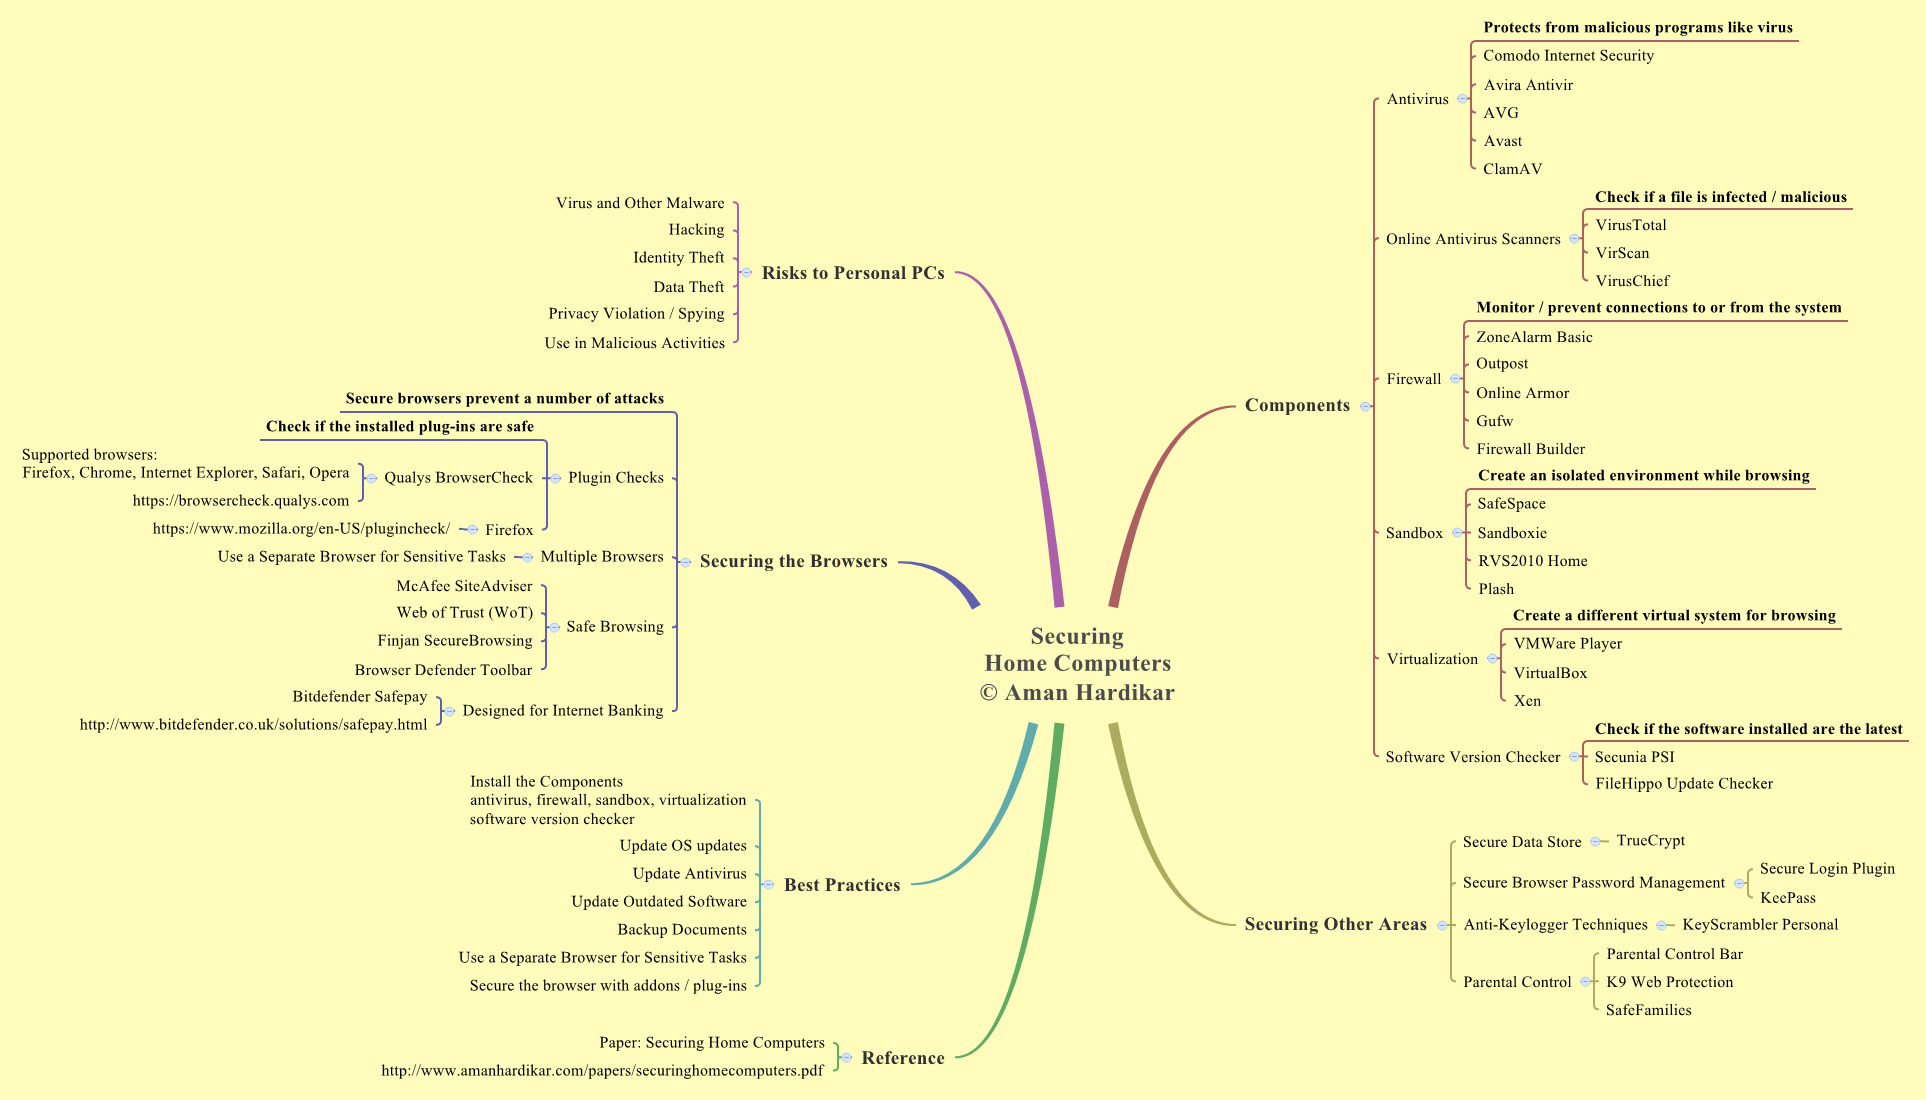 Securing
Home Computers
© Aman Hardikar
Risks to Personal PCs
Virus and Other Malware
Hacking
Identity Theft
Data Theft
Privacy Violation / Spying
Use in Malicious Activities
Securing the Browsers
Secure browsers prevent a number of attacks
Plugin Checks
Check if the installed plug-ins are safe
Qualys BrowserCheck
Supported browsers:
Firefox, Chrome, Internet Explorer, Safari, Opera
https://browsercheck.qualys.com
Firefox
https://www.mozilla.org/en-US/plugincheck/
Multiple Browsers
Use a Separate Browser for Sensitive Tasks
Safe Browsing
McAfee SiteAdviser
Web of Trust (WoT)
Finjan SecureBrowsing
Browser Defender Toolbar
Designed for Internet Banking
Bitdefender Safepay
http://www.bitdefender.co.uk/solutions/safepay.html
Best Practices
Install the Components
antivirus, firewall, sandbox, virtualization
software version checker
Update OS updates
Update Antivirus
Update Outdated Software
Backup Documents
Use a Separate Browser for Sensitive Tasks
Secure the browser with addons / plug-ins
Reference
Paper: Securing Home Computers
http://www.amanhardikar.com/papers/securinghomecomputers.pdf
Components
Antivirus
Protects from malicious programs like virus
Comodo Internet Security
Avira Antivir
AVG
Avast
ClamAV
Online Antivirus Scanners
Check if a file is infected / malicious
VirusTotal
VirScan
VirusChief
Firewall
Monitor / prevent connections to or from the system
ZoneAlarm Basic
Outpost
Online Armor
Gufw
Firewall Builder
Sandbox
Create an isolated environment while browsing
SafeSpace
Sandboxie
RVS2010 Home
Plash
Virtualization
Create a different virtual system for browsing
VMWare Player
VirtualBox
Xen
Software Version Checker
Check if the software installed are the latest
Secunia PSI
FileHippo Update Checker
Securing Other Areas
Secure Data Store
TrueCrypt
Secure Browser Password Management
Secure Login Plugin
KeePass
Anti-Keylogger Techniques
KeyScrambler Personal
Parental Control
Parental Control Bar
K9 Web Protection
SafeFamilies